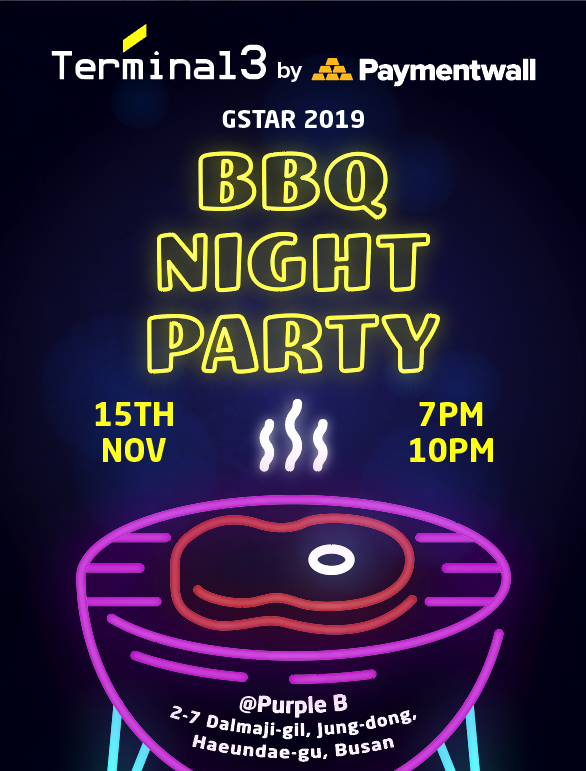 Terminal3 by Paymentwall
GSTAR 2019
BBQ
NIGHT
PARTY
15TH
NOV
7PM
10PM
@Purple B
2-7 Dalmaji-gil, Jung-dong,
Haeundae-gu, Busan